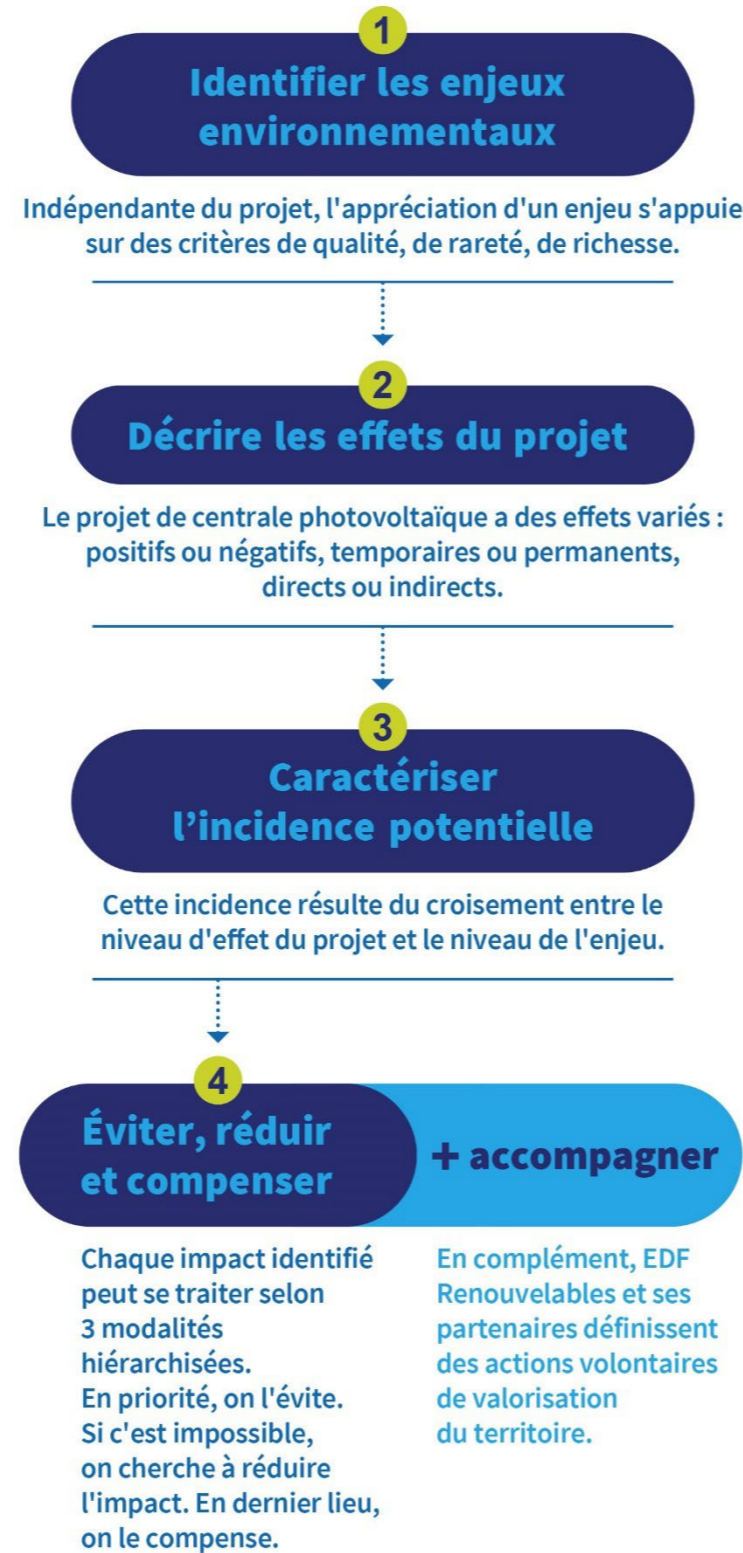 1
Identifier les enjeux
environnementaux
Indépendante du projet, l'appréciation d'un enjeu s'appuie
sur des critères de qualité, de rareté, de richesse.
2
Décrire les effets du projet
Le projet de centrale photovoltaïque a des effets variés :
positifs ou négatifs, temporaires ou permanents,
directs ou indirects.
3
Caractériser
l’incidence potentielle
Cette incidence résulte du croisement entre le
niveau d'effet du projet et le niveau de l'enjeu.
4
Éviter, réduire
et compenser
+ accompagner
Chaque impact identifié
peut se traiter selon
3 modalités
hiérarchisées.
En priorité, on l'évite.
Si c'est impossible,
on cherche à réduire
l'impact. En dernier lieu,
on le compense.
En complément, EDF
Renouvelables et ses
partenaires définissent
des actions volontaires
de valorisation
du territoire.